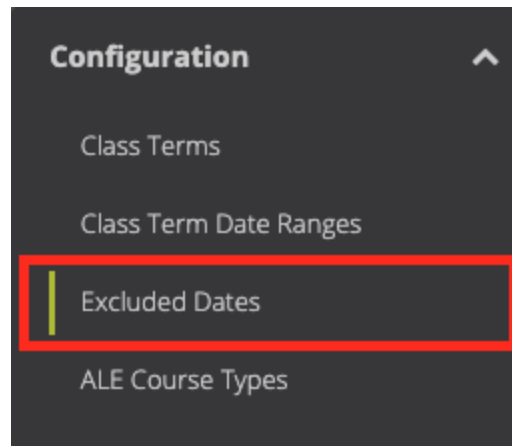 Configuration
Class Terms
Class Term Date Ranges
Excluded Dates
ALE Course Types